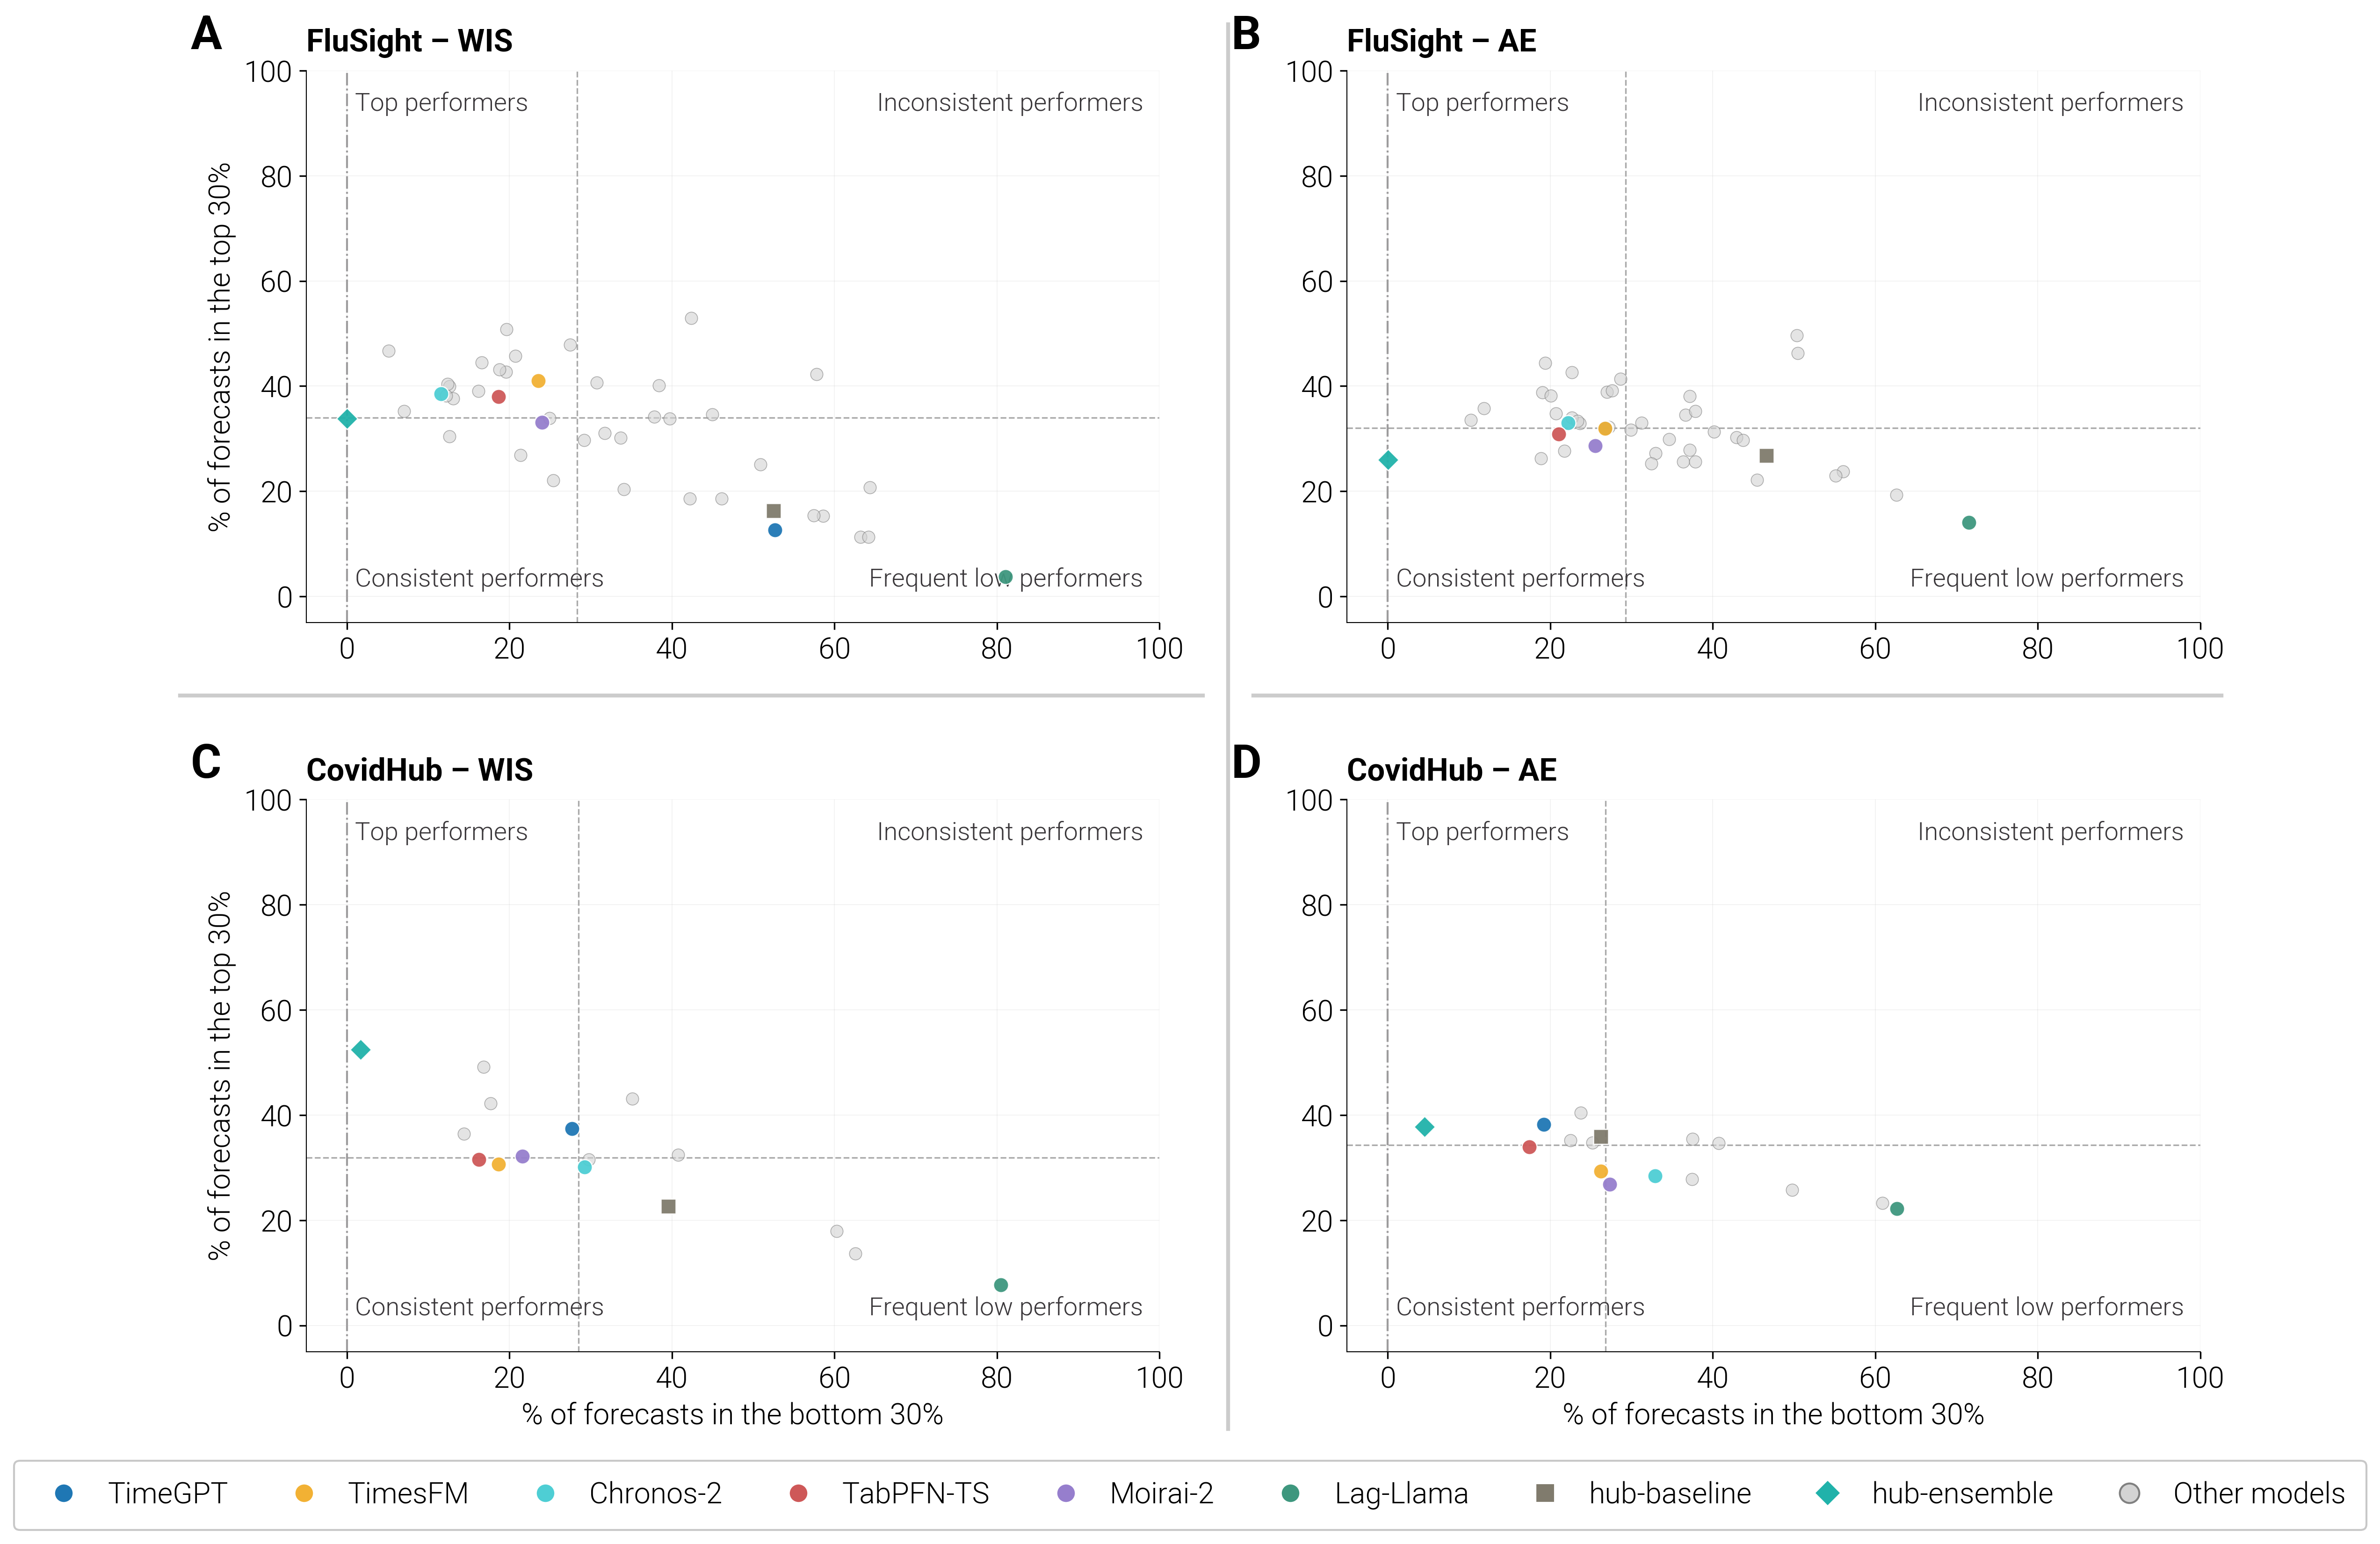 A
FluSight – WIS
% of forecasts in the top 30%
100
80
60
40
20
0
Top performers
Inconsistent performers
Consistent performers
Frequent low performers
0 20 40 60 80 100
B
FluSight – AE
100
80
60
40
20
0
Top performers
Inconsistent performers
Consistent performers
Frequent low performers
0 20 40 60 80 100
C
CovidHub – WIS
% of forecasts in the top 30%
100
80
60
40
20
0
Top performers
Inconsistent performers
Consistent performers
Frequent low performers
0 20 40 60 80 100
% of forecasts in the bottom 30%
D
CovidHub – AE
100
80
60
40
20
0
Top performers
Inconsistent performers
Consistent performers
Frequent low performers
0 20 40 60 80 100
% of forecasts in the bottom 30%
TimeGPT TimesFM Chronos-2 TabPFN-TS Moirai-2 Lag-Llama hub-baseline hub-ensemble Other models